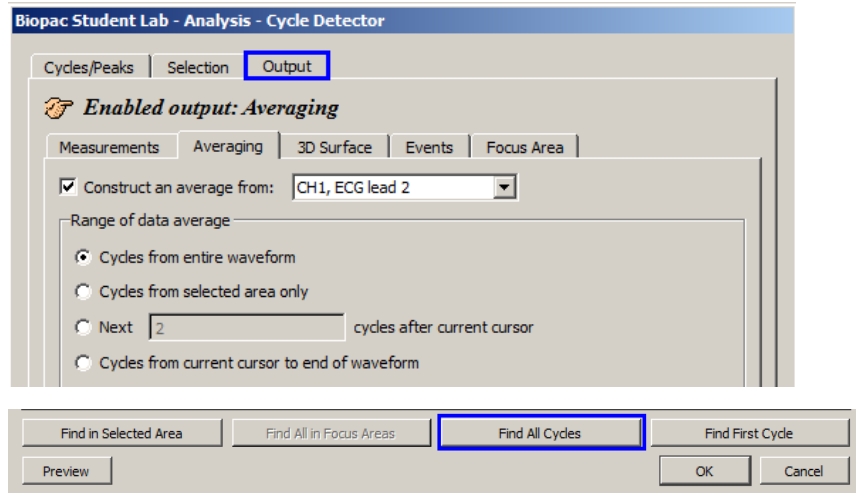 Biopac Student Lab - Analysis - Cycle Detector
Cycles/Peaks Selection Output
Enabled output: Averaging
Measurements Averaging 3D Surface Events Focus Area
Construct an average from: CH1, ECG lead 2
Range of data average
Cycles from entire waveform
Cycles from selected area only
Next 2 cycles after current cursor
Cycles from current cursor to end of waveform
Find in Selected Area Find All in Focus Areas Find All Cycles Find First Cycle
Preview OK Cancel